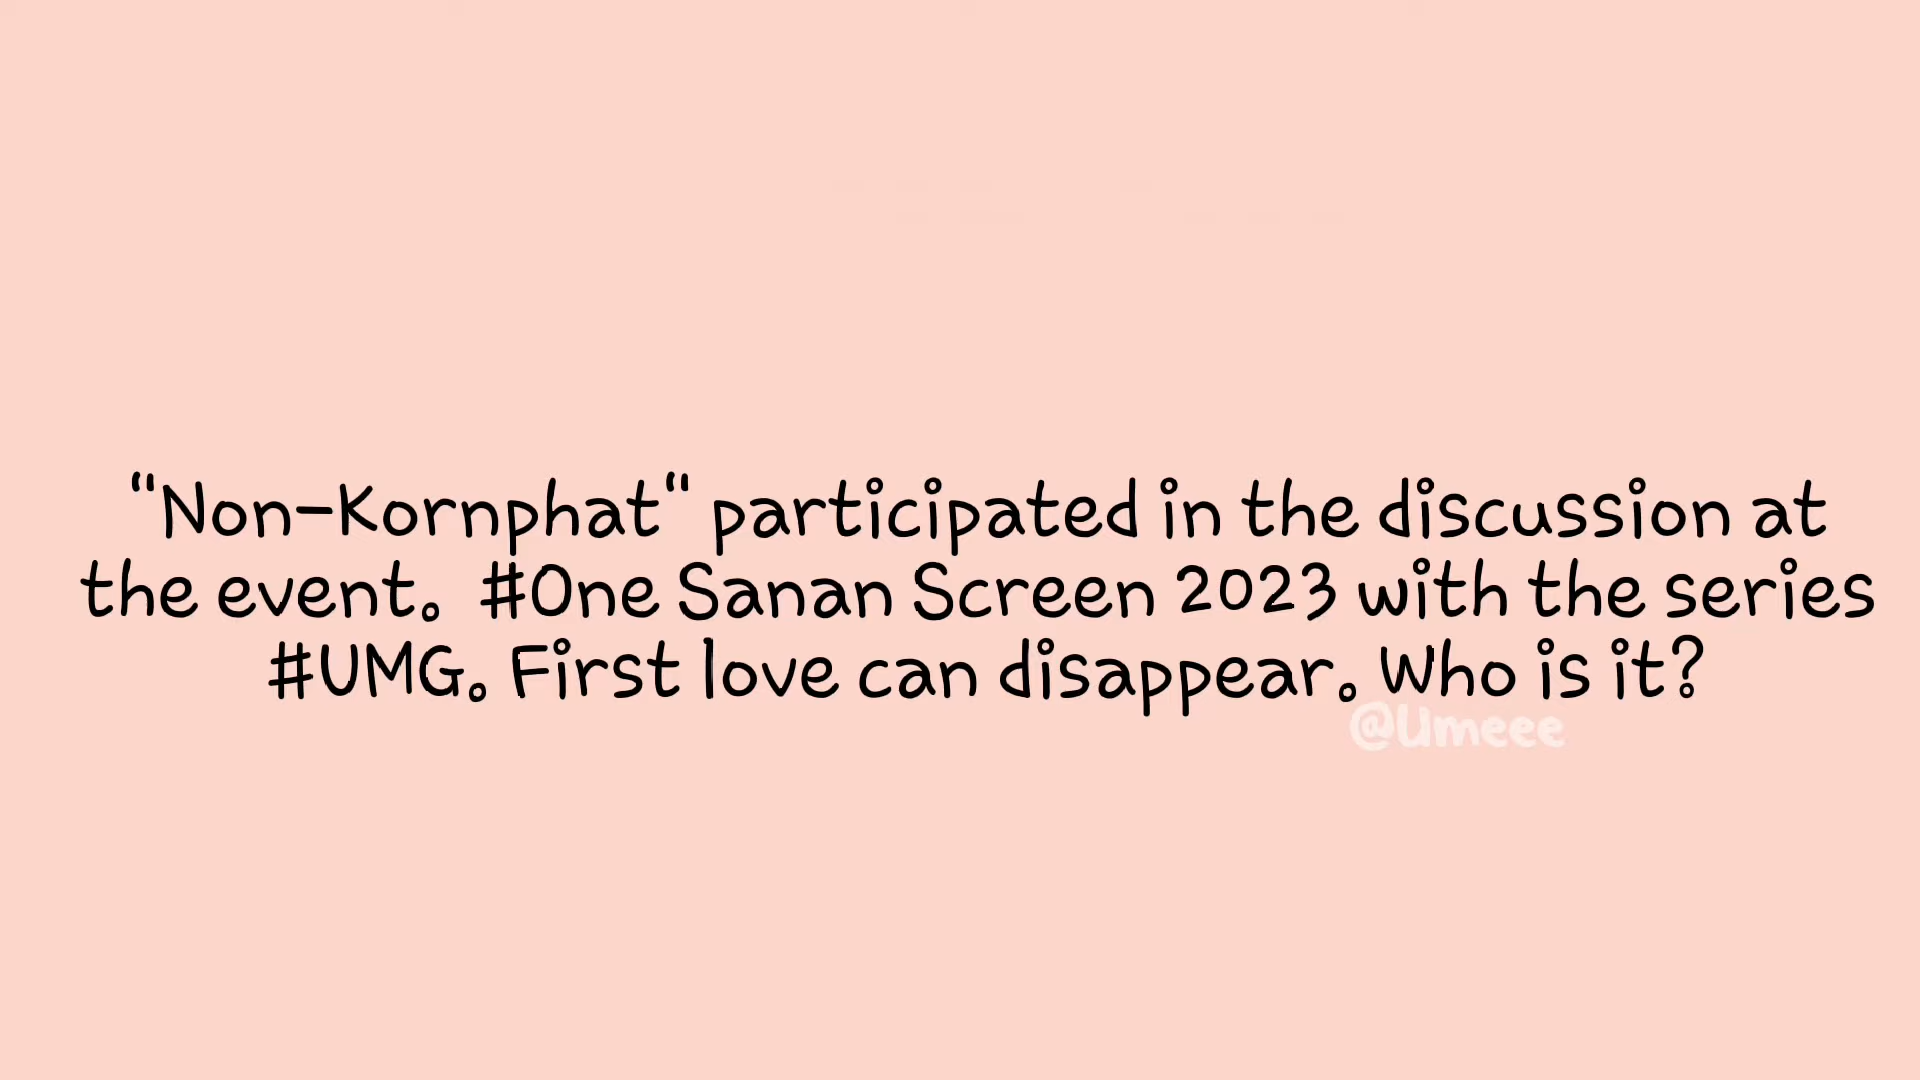 "Non-Kornphat" participated in the discussion at
the event. #One Sanan Screen 2023 with the series
#UMG. First love can disappear. Who is it?
@Umeee